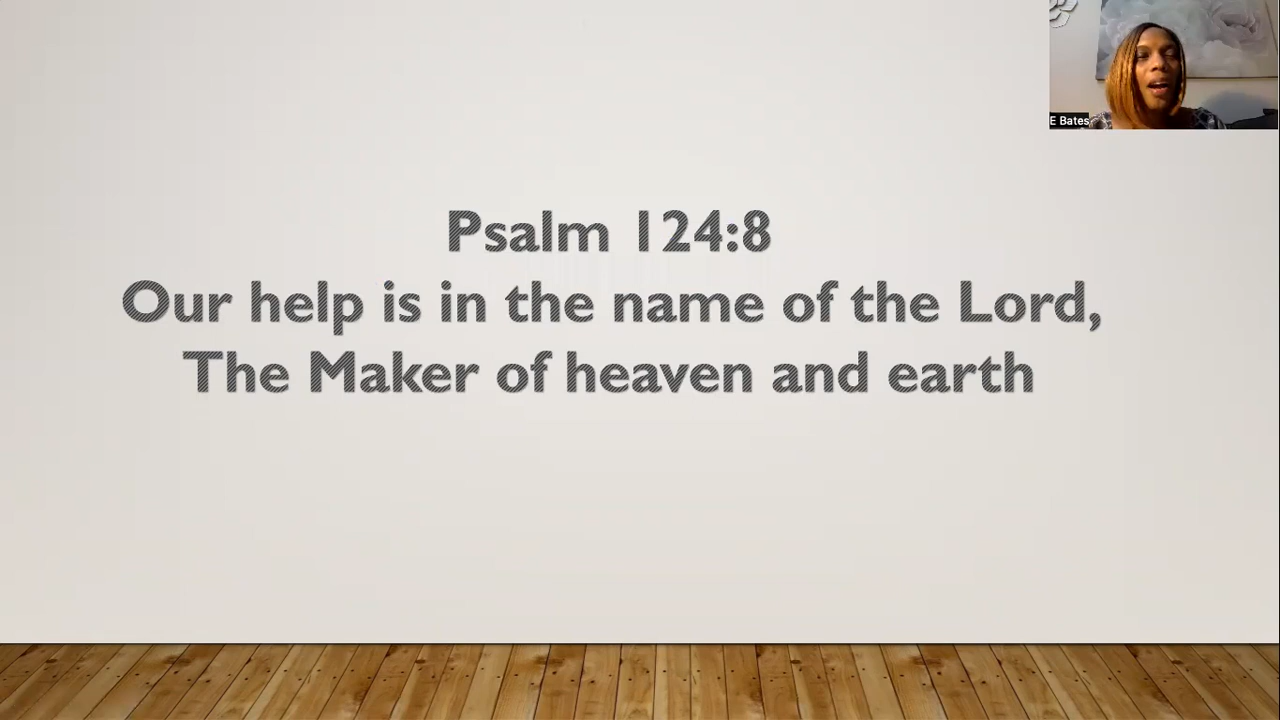 E Bates
Psalm 124:8
Our help is in the name of the Lord,
The Maker of heaven and earth